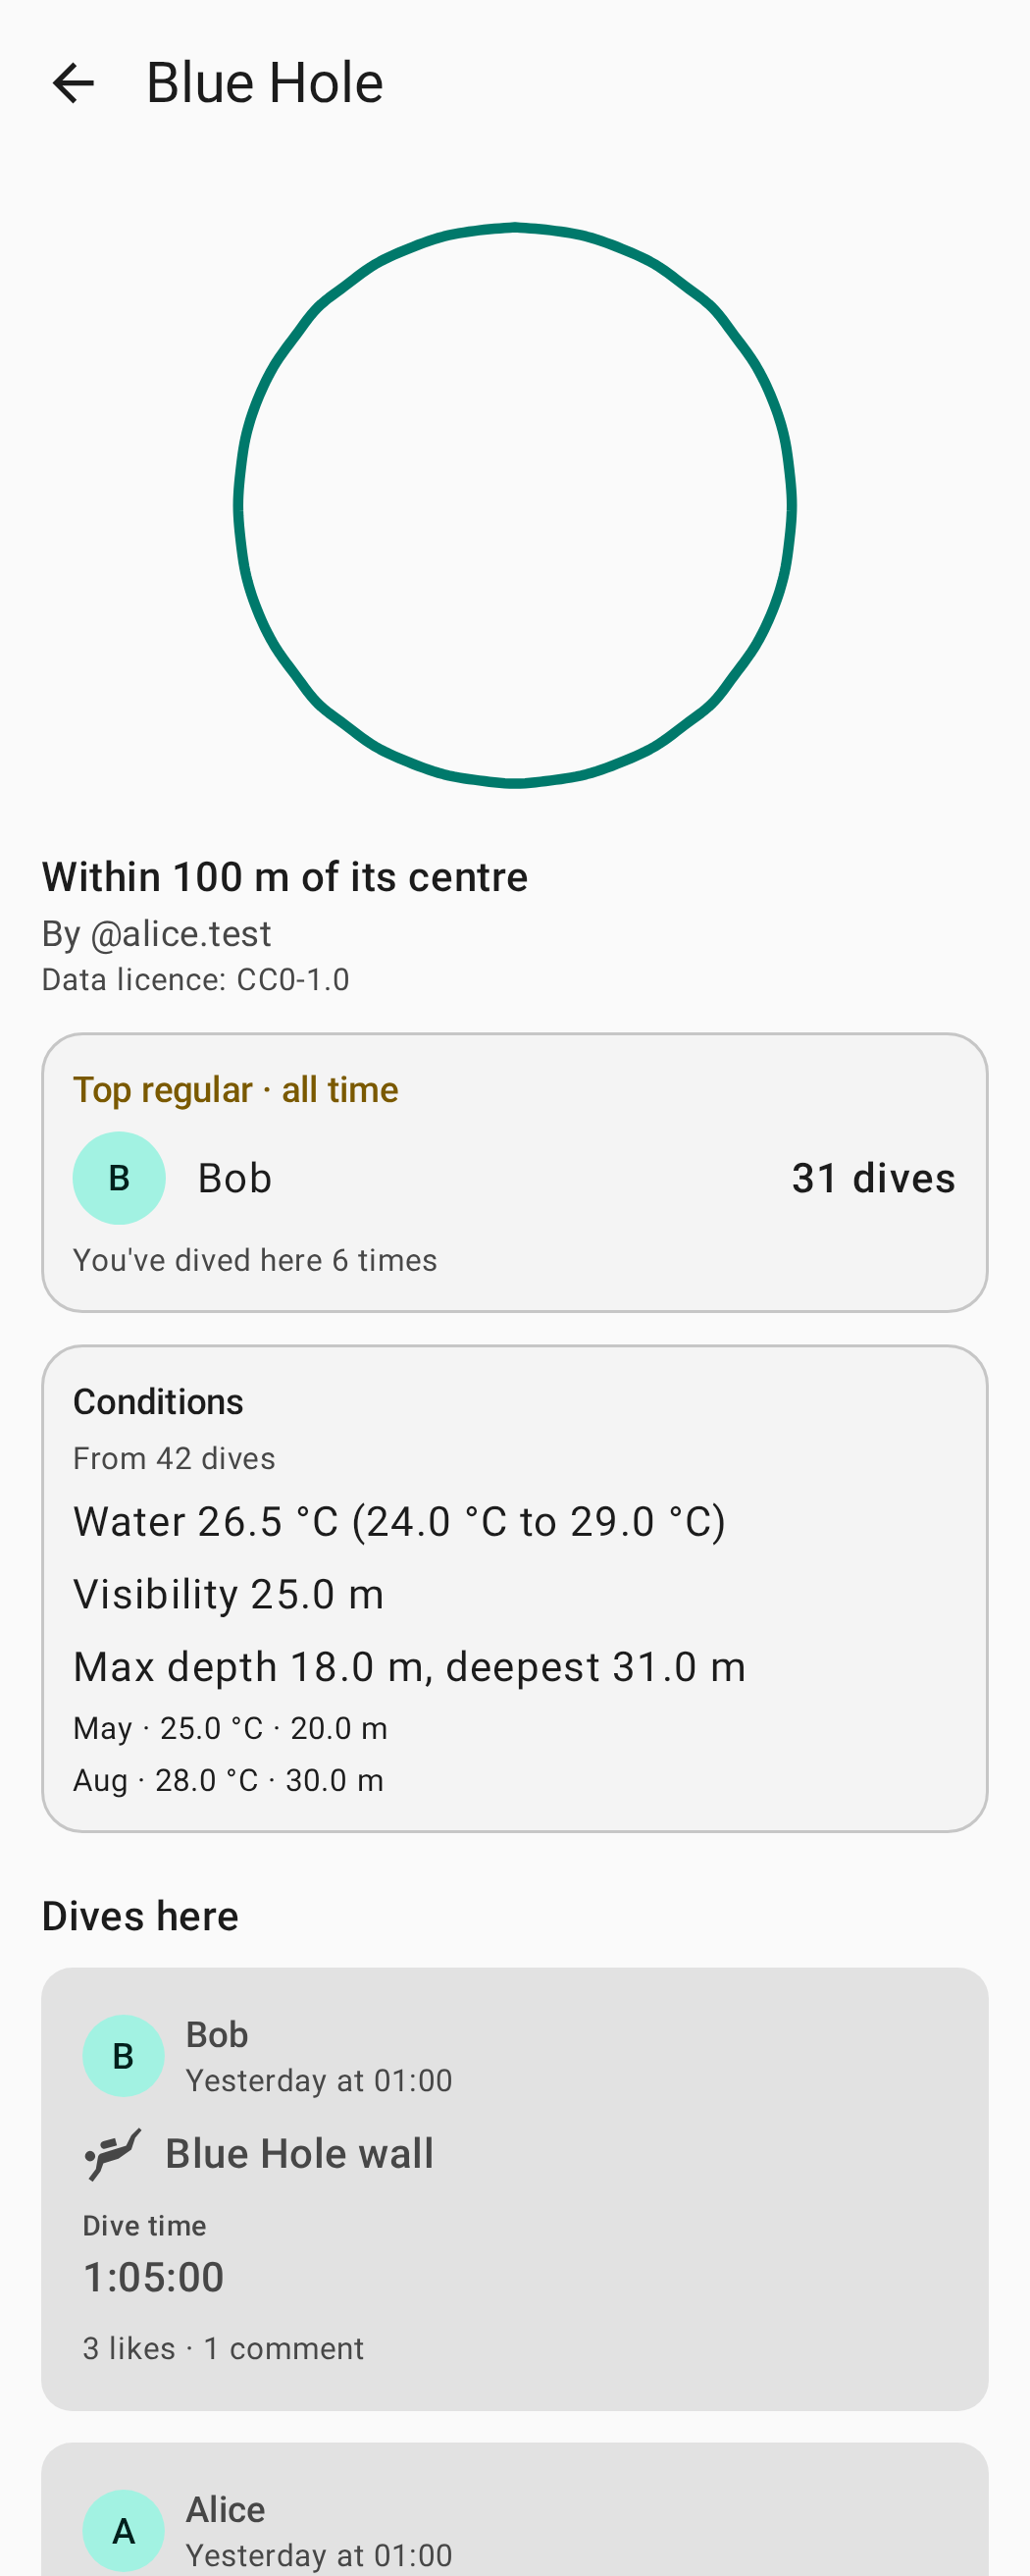 Blue Hole
Within 100 m of its centre
By @alice.test
Data licence: CC0-1.0
Top regular · all time
B
Bob
31 dives
You've dived here 6 times
Conditions
From 42 dives
Water 26.5 °C (24.0 °C to 29.0 °C)
Visibility 25.0 m
Max depth 18.0 m, deepest 31.0 m
May · 25.0 °C · 20.0 m
Aug · 28.0 °C · 30.0 m
Dives here
B
Bob
Yesterday at 01:00
Blue Hole wall
Dive time
1:05:00
3 likes · 1 comment
A
Alice
Yesterday at 01:00